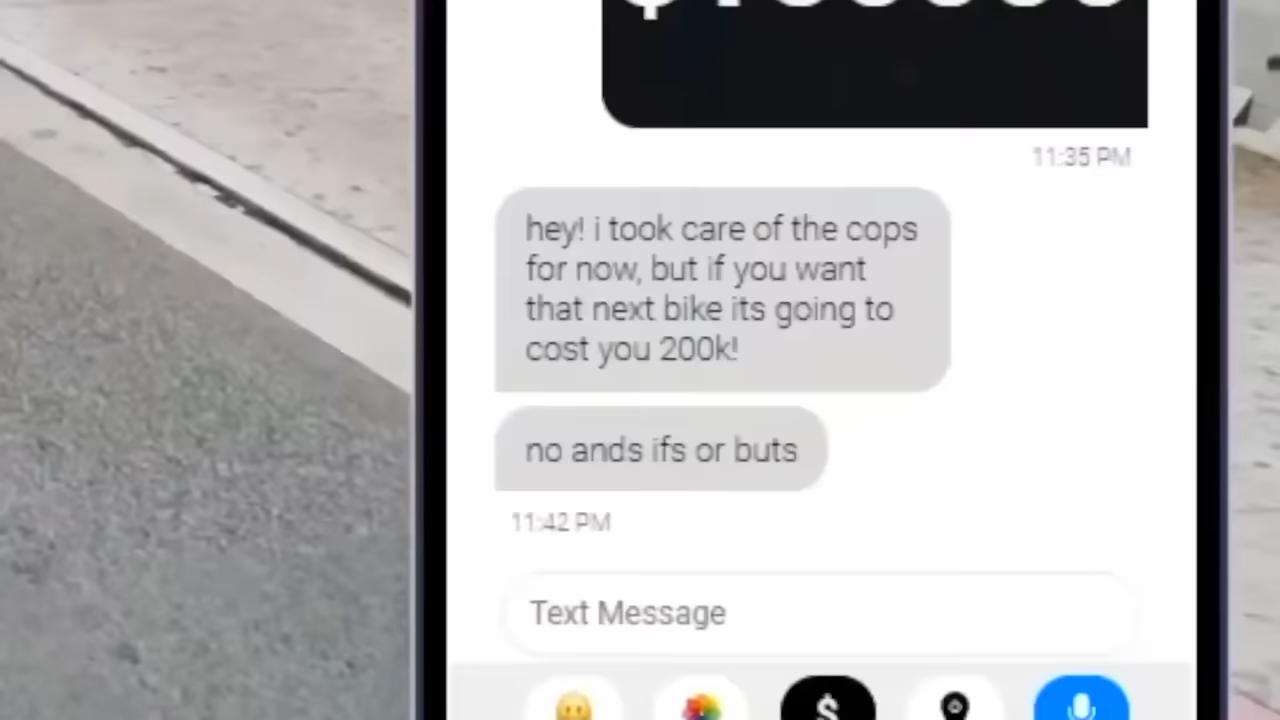 11:35 PM
hey! i took care of the cops
for now, but if you want
that next bike its going to
cost you 200k!
no ands ifs or buts
11:42 PM
Text Message
$